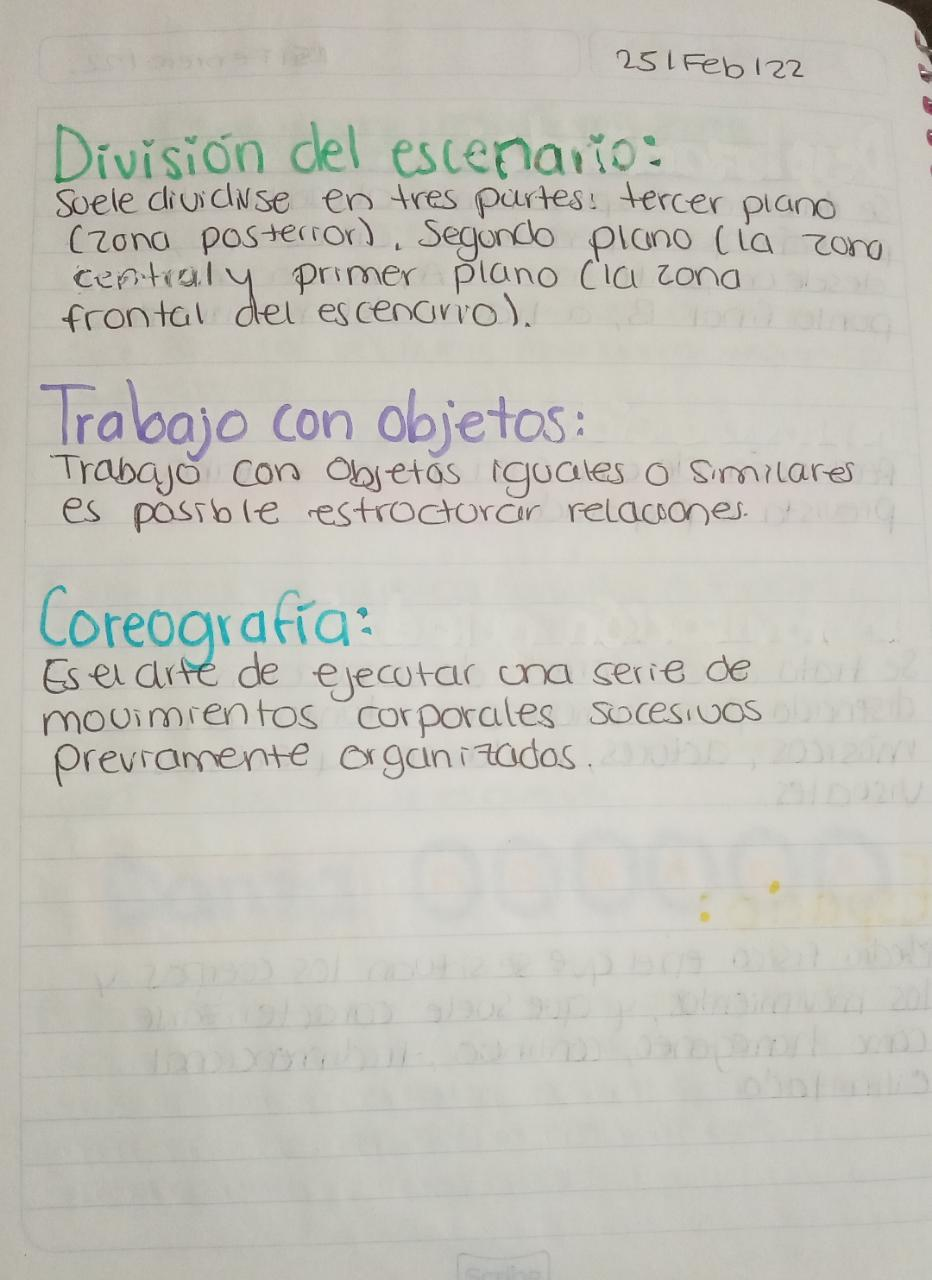 25/Feb/22
División del escenario:
Suele dividirse en tres partes: tercer plano
(zona posterior), Segundo plano (la zona
central y primer plano (la zona
frontal del escenario).
Trabajo con objetos:
Trabajo con Objetos iguales o similares
es posible estructurar relaciones.
Coreografía:
Es el arte de ejecutar una serie de
movimientos corporales sucesivos
previamente organizados.
Scribe